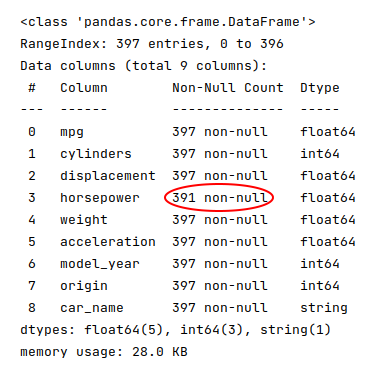 <class 'pandas.core.frame.DataFrame'>
RangeIndex: 397 entries, 0 to 396
Data columns (total 9 columns):
 #   Column        Non-Null Count  Dtype
---  ------        --------------  -----
 0   mpg           397 non-null    float64
 1   cylinders     397 non-null    int64
 2   displacement  397 non-null    float64
 3   horsepower    391 non-null    float64
 4   weight        397 non-null    float64
 5   acceleration  397 non-null    float64
 6   model_year    397 non-null    int64
 7   origin        397 non-null    int64
 8   car_name      397 non-null    string
dtypes: float64(5), int64(3), string(1)
memory usage: 28.0 KB